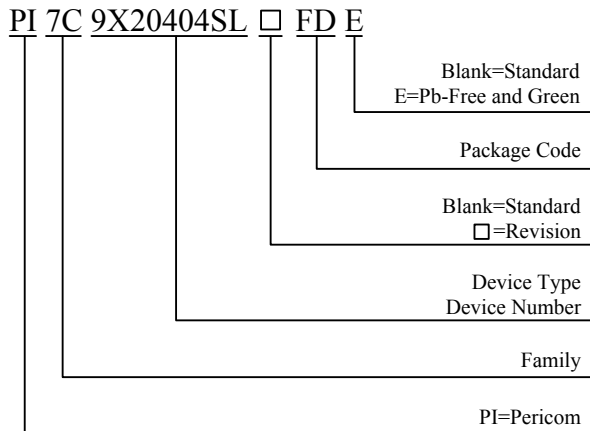 PI 7C 9X20404SL □ FD E
Blank=Standard
E=Pb-Free and Green
Package Code
Blank=Standard
□=Revision
Device Type
Device Number
Family
PI=Pericom